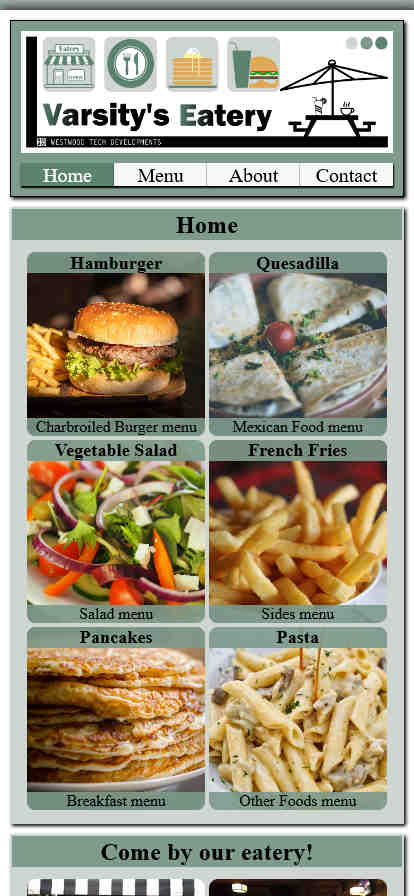 Eatery
Varsity's Eatery
WESTWOOD TECH DEVELOPMENTS
Home Menu About Contact
Home
Hamburger Quesadilla
Charbroiled Burger menu Mexican Food menu
Vegetable Salad French Fries
Salad menu Sides menu
Pancakes Pasta
Breakfast menu Other Foods menu
Come by our eatery!